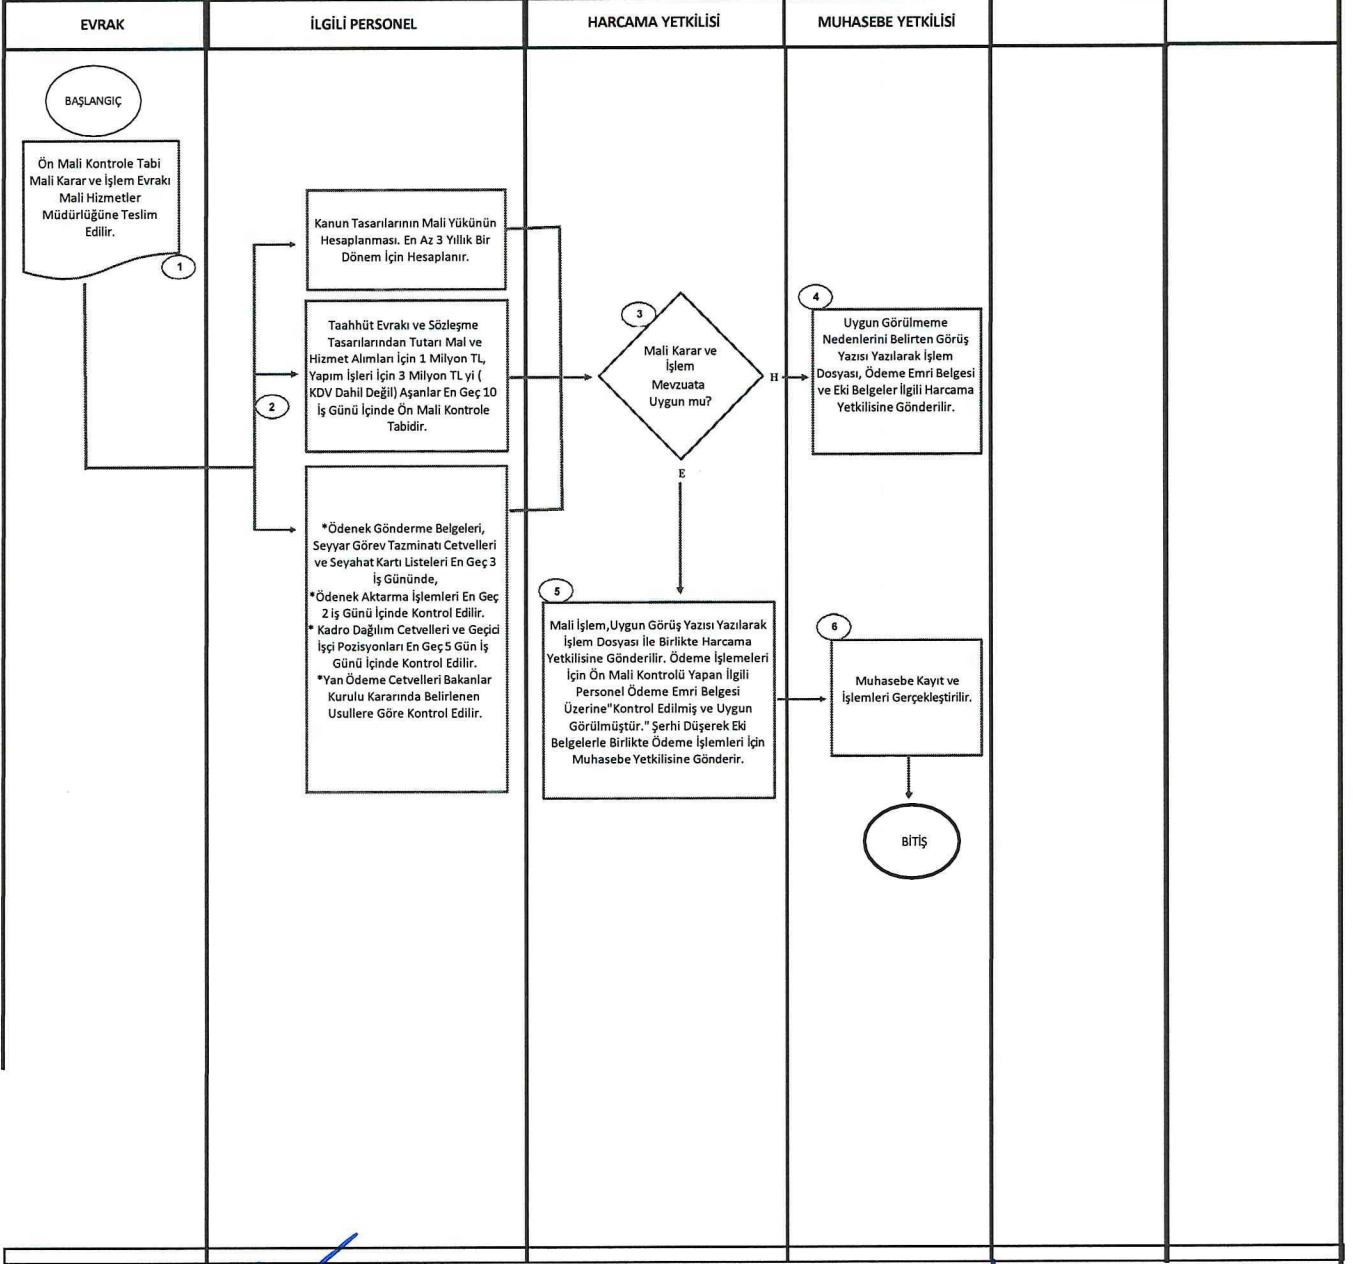 EVRAK
İLGİLİ PERSONEL
HARCAMA YETKİLİSİ
MUHASEBE YETKİLİSİ
BAŞLANGIÇ
Ön Mali Kontrole Tabi
Mali Karar ve İşlem Evrakı
Mali Hizmetler
Müdürlüğüne Teslim
Edilir.
1
Kanun Tasarılarının Mali Yükünün
Hesaplanması. En Az 3 Yıllık Bir
Dönem İçin Hesaplanır.
Taahhüt Evrakı ve Sözleşme
Tasarılarından Tutarı Mal ve
Hizmet Alımları İçin 1 Milyon TL,
Yapım İşleri İçin 3 Milyon TL yi (
KDV Dahil Değil) Aşanlar En Geç 10
İş Günü İçinde Ön Mali Kontrole
Tabidir.
2
*Ödenek Gönderme Belgeleri,
Seyyar Görev Tazminatı Cetvelleri
ve Seyahat Kartı Listeleri En Geç 3
İş Gününde,
*Ödenek Aktarma İşlemleri En Geç
2 iş Günü İçinde Kontrol Edilir.
* Kadro Dağılım Cetvelleri ve Geçici
İşçi Pozisyonları En Geç 5 Gün İş
Günü İçinde Kontrol Edilir.
*Yan Ödeme Cetvelleri Bakanlar
Kurulu Kararında Belirlenen
Usullere Göre Kontrol Edilir.
3
Mali Karar ve
İşlem
Mevzuata
Uygun mu?
H
E
4
Uygun Görülmeme
Nedenlerini Belirten Görüş
Yazısı Yazılarak İşlem
Dosyası, Ödeme Emri Belgesi
ve Eki Belgeler İlgili Harcama
Yetkilisine Gönderilir.
5
Mali İşlem,Uygun Görüş Yazısı Yazılarak
İşlem Dosyası İle Birlikte Harcama
Yetkilisine Gönderilir. Ödeme İşlemeleri
İçin Ön Mali Kontrolü Yapan İlgili
Personel Ödeme Emri Belgesi
Üzerine"Kontrol Edilmiş ve Uygun
Görülmüştür." Şerhi Düşerek Eki
Belgelerle Birlikte Ödeme İşlemleri İçin
Muhasebe Yetkilisine Gönderir.
6
Muhasebe Kayıt ve
İşlemleri Gerçekleştirilir.
BİTİŞ